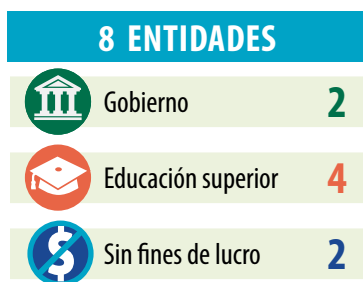 8 ENTIDADES
Gobierno 2
Educación superior 4
Sin fines de lucro 2